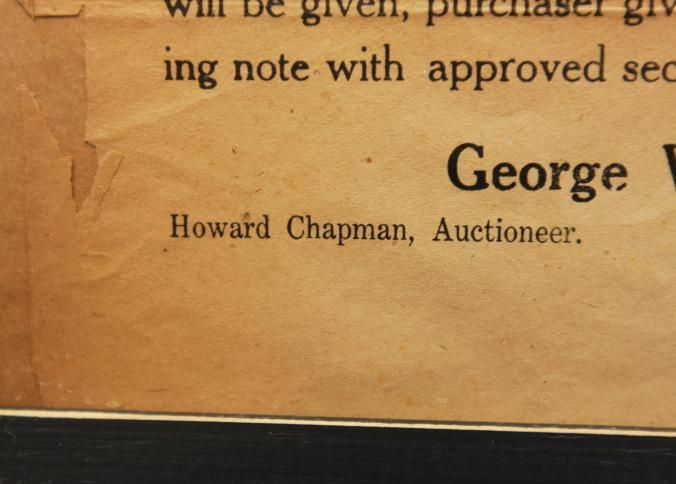 will be given, purchaser giv
ing note with approved sec
George
Howard Chapman, Auctioneer.